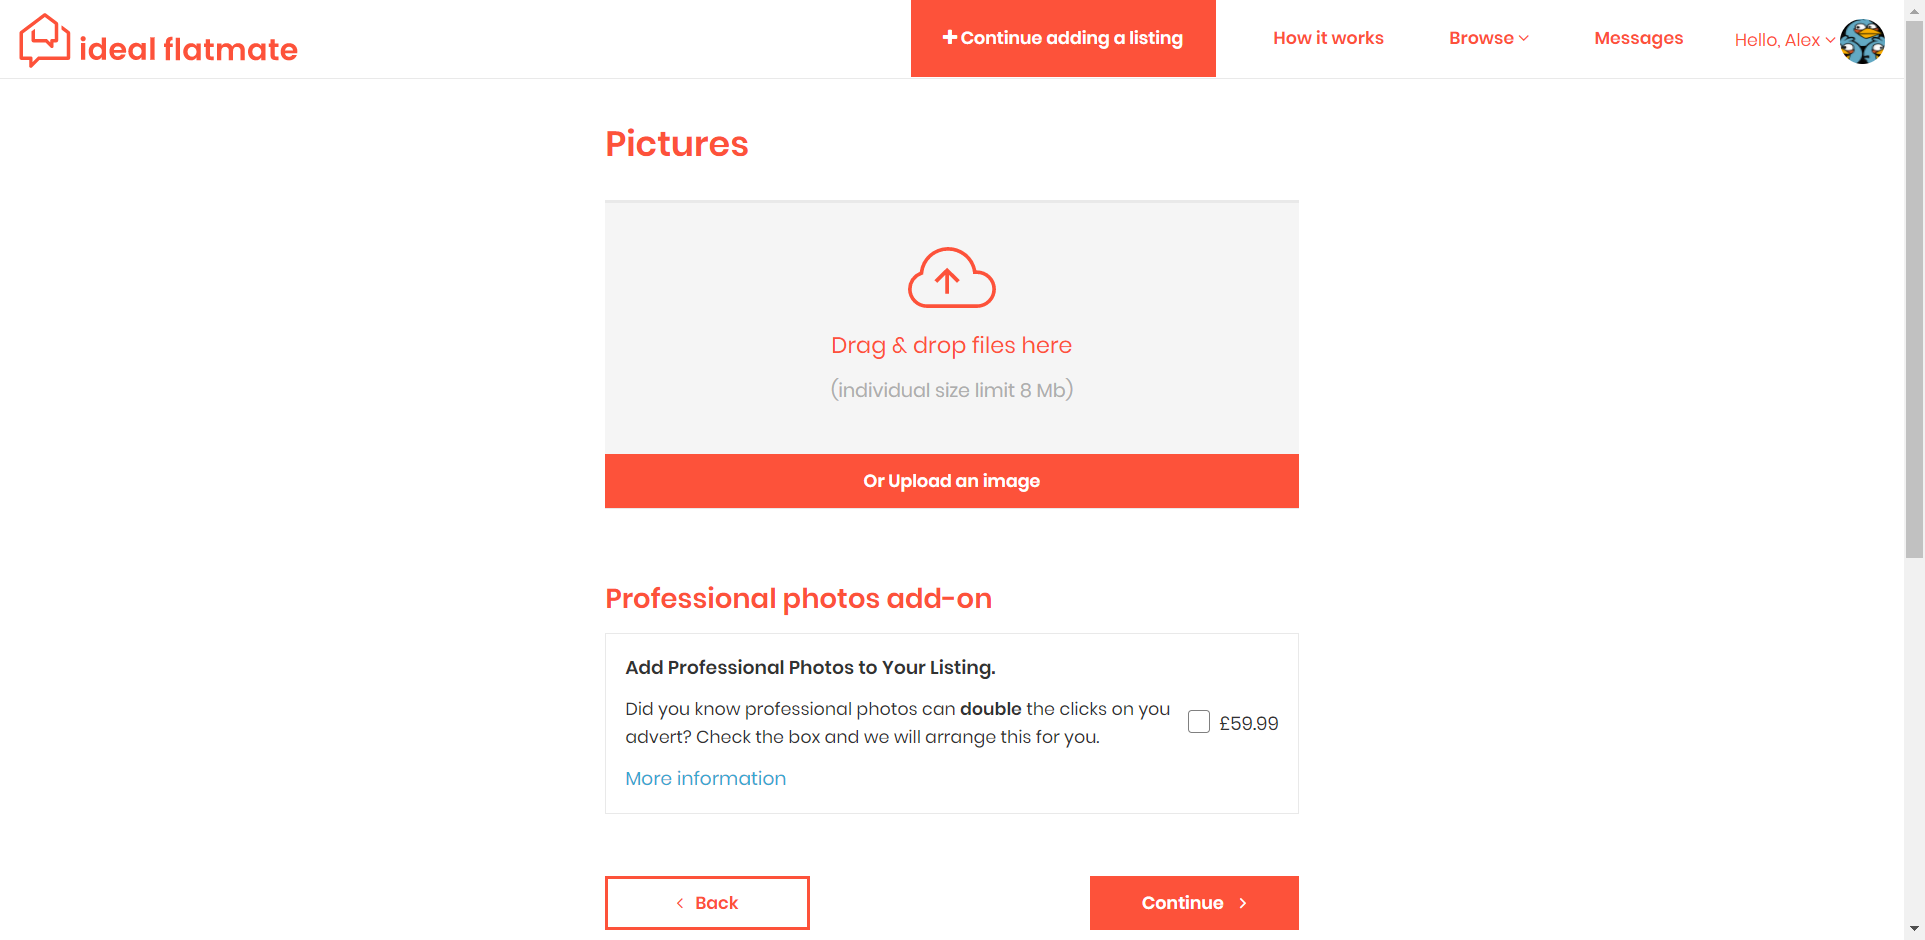 ideal flatmate
Continue adding a listing
How it works
Browse
Messages
Hello, Alex
Pictures
Drag & drop files here
(individual size limit 8 Mb)
Or Upload an image
Professional photos add-on
Add Professional Photos to Your Listing.
Did you know professional photos can double the clicks on you
advert? Check the box and we will arrange this for you.
£59.99
More information
Back
Continue